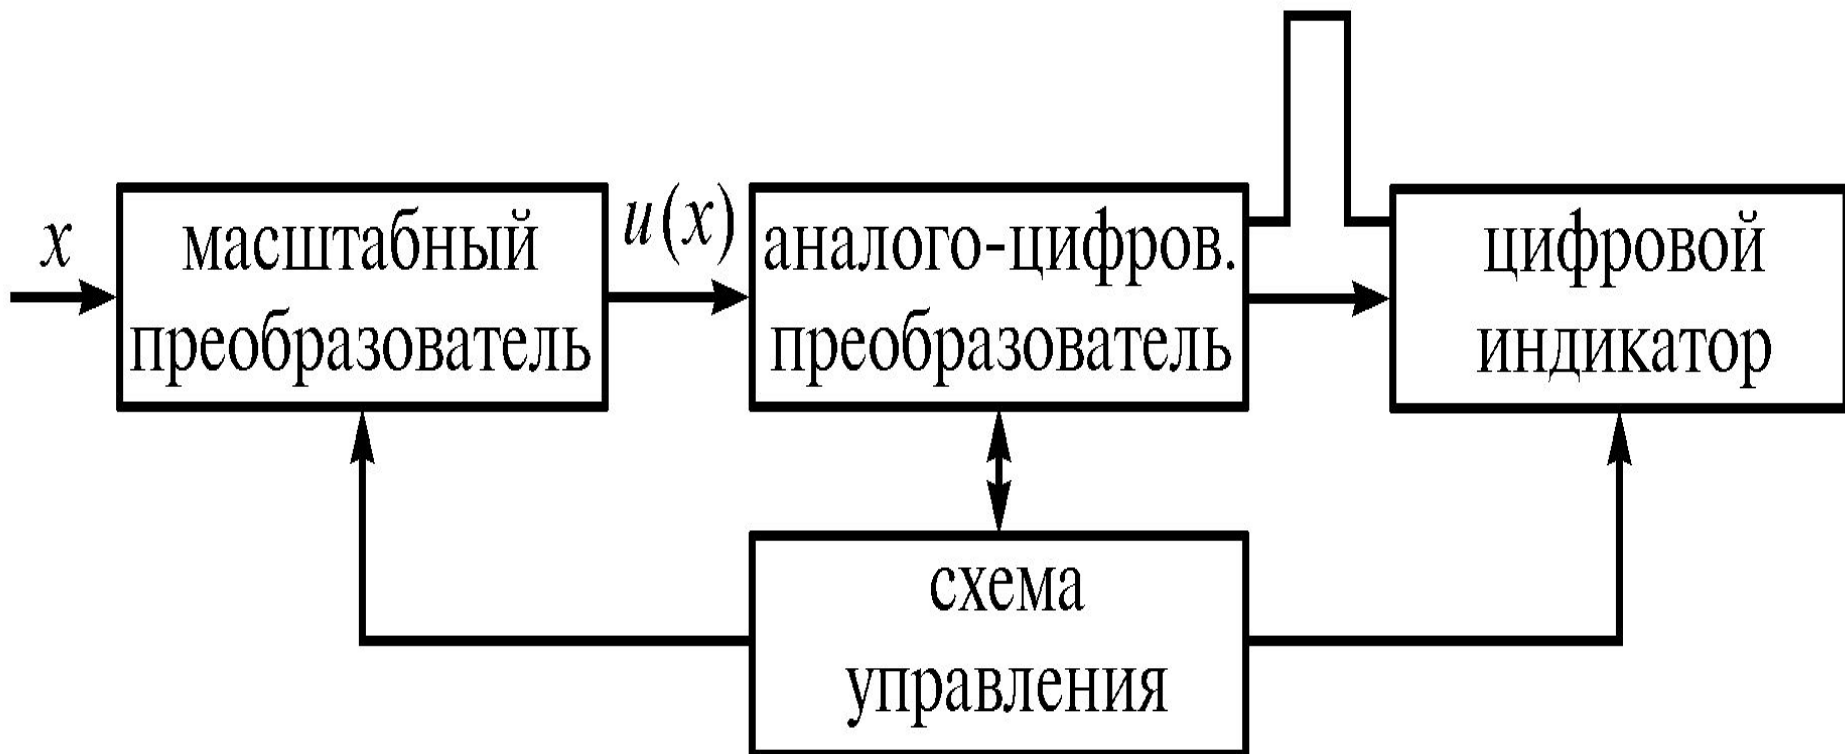 x
масштабный
преобразователь
u(x)
аналого-цифров.
преобразователь
цифровой
индикатор
схема
управления